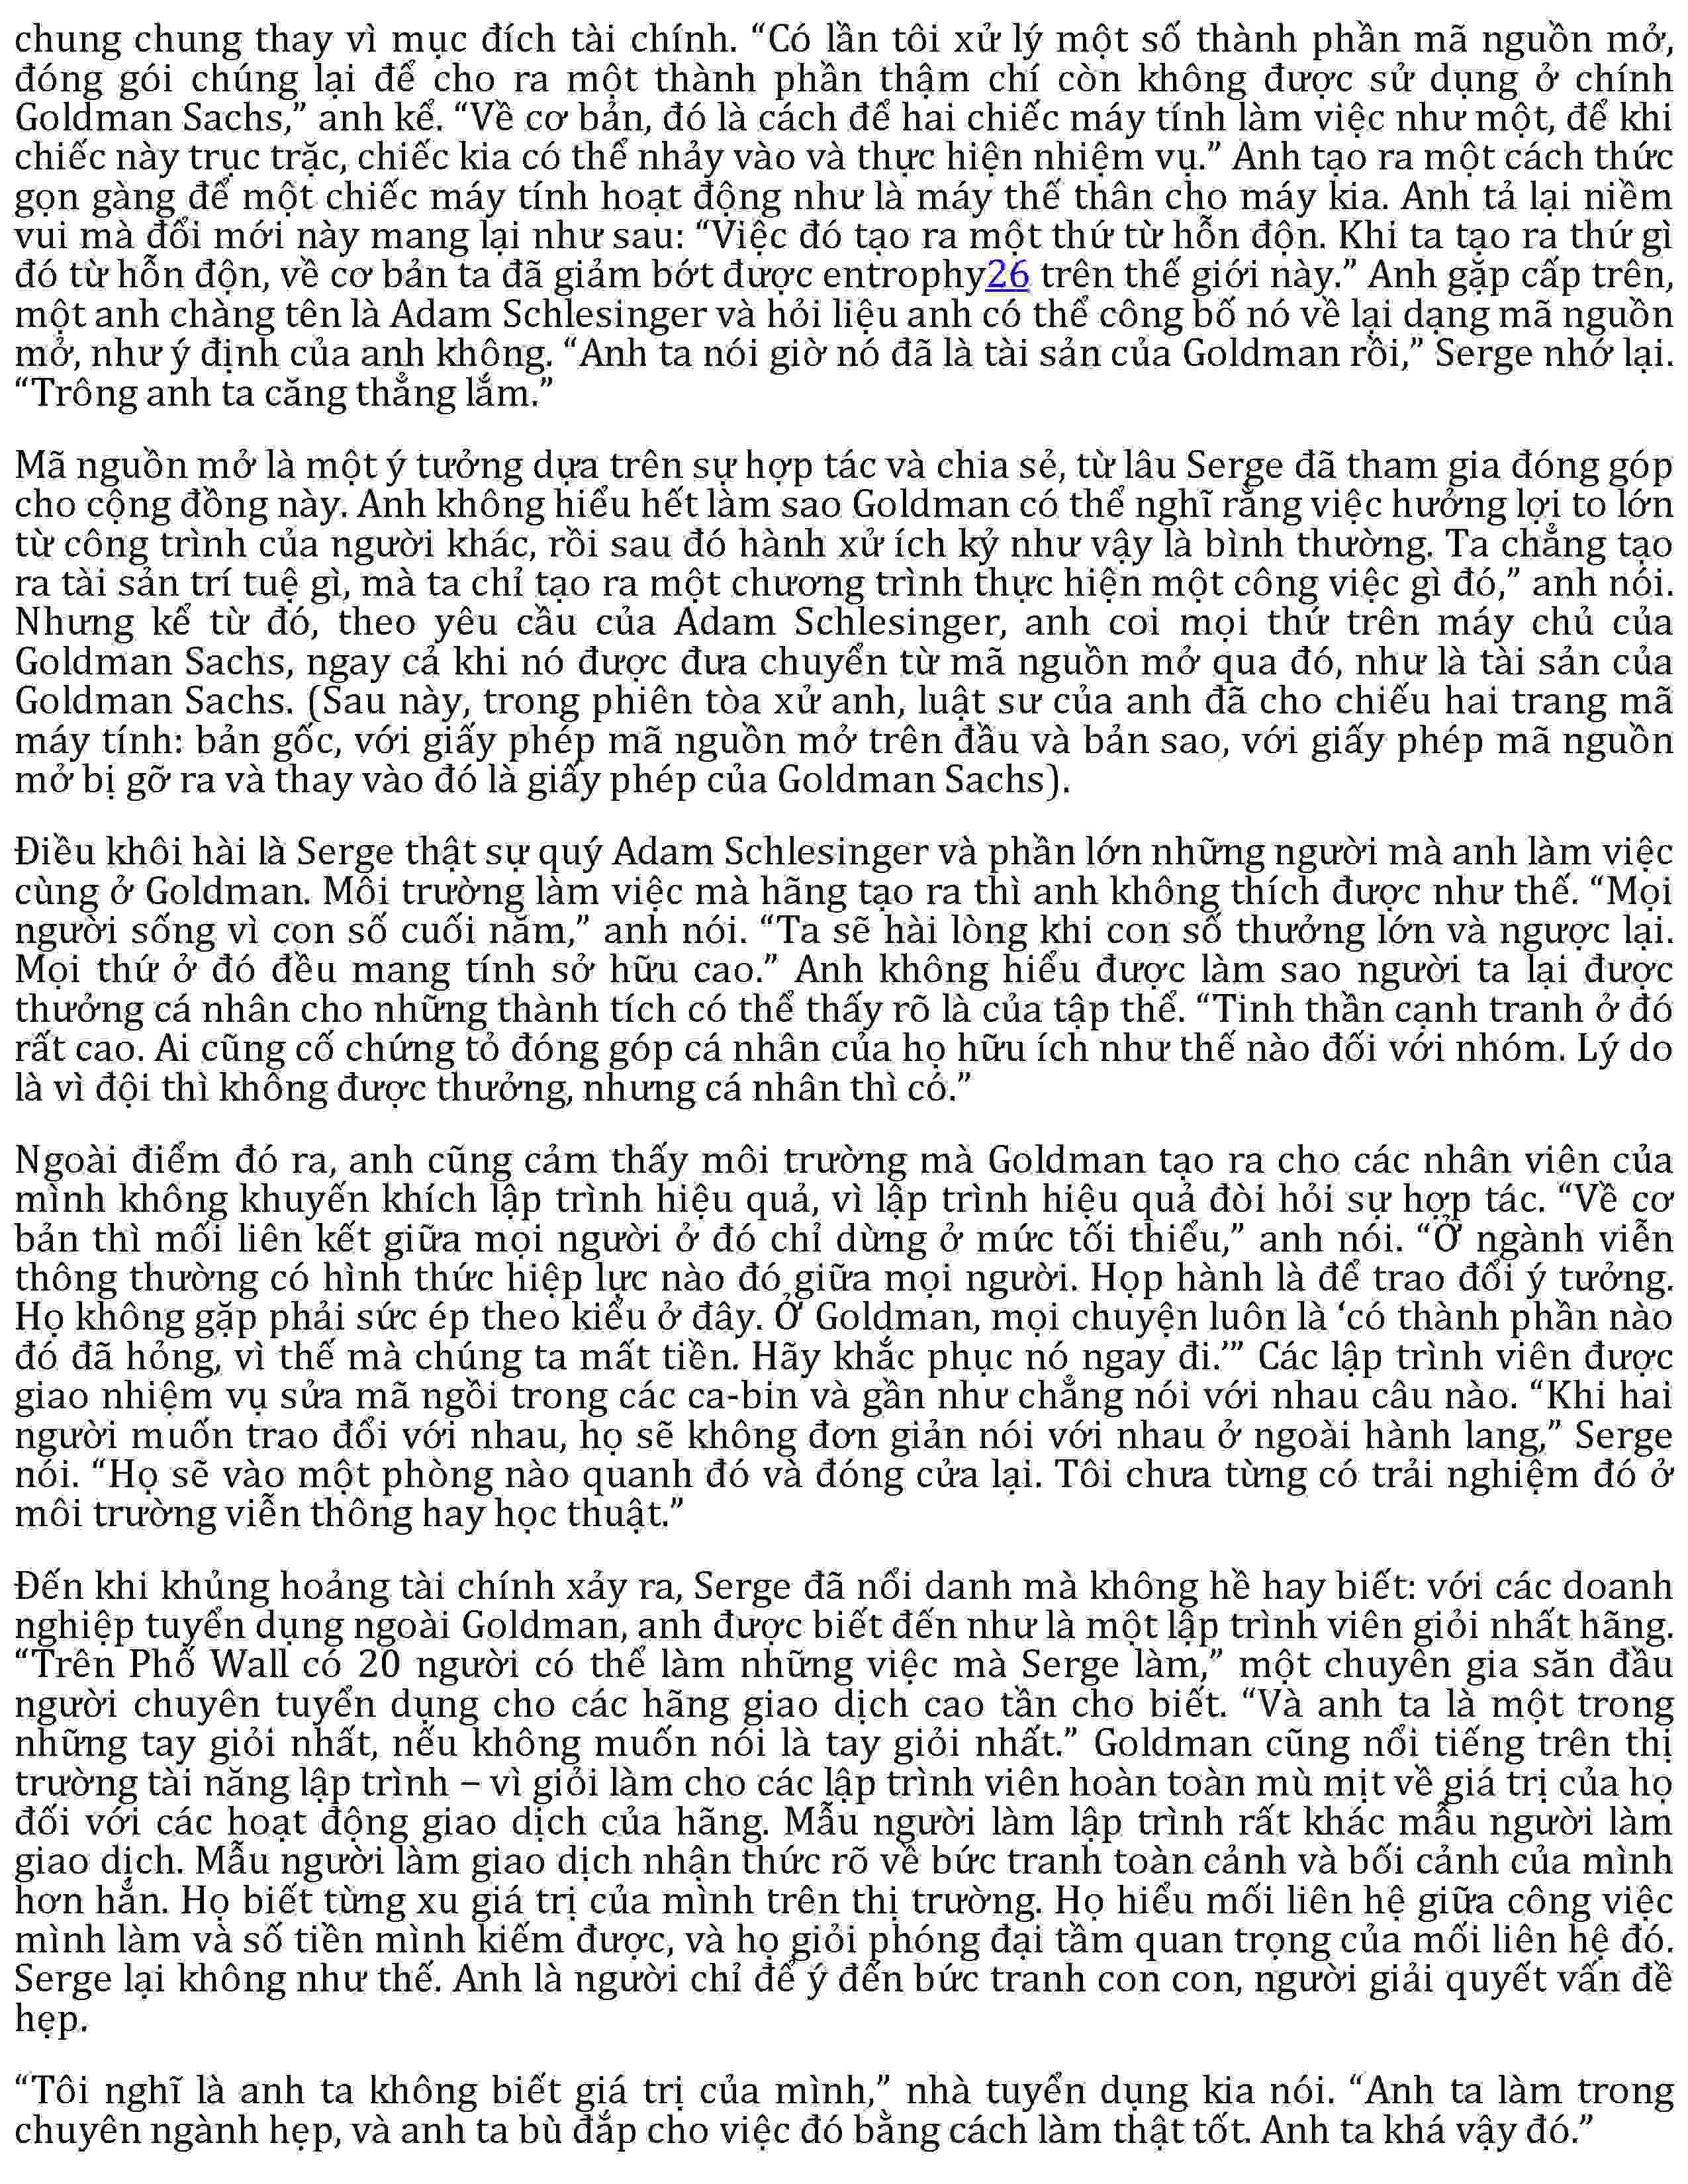 chung chung thay vì mục đích tài chính. “Có lần tôi xử lý một số thành phần mã nguồn mở,
đóng gói chúng lại để cho ra một thành phần thậm chí còn không được sử dụng ở chính
Goldman Sachs,” anh kể. “Về cơ bản, đó là cách để hai chiếc máy tính làm việc như một, để khi
chiếc này trục trặc, chiếc kia có thể nhảy vào và thực hiện nhiệm vụ.” Anh tạo ra một cách thức
gọn gàng để một chiếc máy tính hoạt động như là máy thế thân cho máy kia. Anh tả lại niềm
vui mà đổi mới này mang lại như sau: “Việc đó tạo ra một thứ từ hỗn độn. Khi ta tạo ra thứ gì
đó từ hỗn độn, về cơ bản ta đã giảm bớt được entrophy26 trên thế giới này.” Anh gặp cấp trên,
một anh chàng tên là Adam Schlesinger và hỏi liệu anh có thể công bố nó về lại dạng mã nguồn
mở, như ý định của anh không. “Anh ta nói giờ nó đã là tài sản của Goldman rồi,” Serge nhớ lại.
“Trông anh ta căng thẳng lắm.”
Mã nguồn mở là một ý tưởng dựa trên sự hợp tác và chia sẻ, từ lâu Serge đã tham gia đóng góp
cho cộng đồng này. Anh không hiểu hết làm sao Goldman có thể nghĩ rằng việc hưởng lợi to lớn
từ công trình của người khác, rồi sau đó hành xử ích kỷ như vậy là bình thường. Ta chẳng tạo
ra tài sản trí tuệ gì, mà ta chỉ tạo ra một chương trình thực hiện một công việc gì đó,” anh nói.
Nhưng kể từ đó, theo yêu cầu của Adam Schlesinger, anh coi mọi thứ trên máy chủ của
Goldman Sachs, ngay cả khi nó được đưa chuyển từ mã nguồn mở qua đó, như là tài sản của
Goldman Sachs. (Sau này, trong phiên tòa xử anh, luật sư của anh đã cho chiếu hai trang mã
máy tính: bản gốc, với giấy phép mã nguồn mở trên đầu và bản sao, với giấy phép mã nguồn
mở bị gỡ ra và thay vào đó là giấy phép của Goldman Sachs).
Điều khôi hài là Serge thật sự quý Adam Schlesinger và phần lớn những người mà anh làm việc
cùng ở Goldman. Môi trường làm việc mà hãng tạo ra thì anh không thích được như thế. “Mọi
người sống vì con số cuối năm,” anh nói. “Ta sẽ hài lòng khi con số thưởng lớn và ngược lại.
Mọi thứ ở đó đều mang tính sở hữu cao.” Anh không hiểu được làm sao người ta lại được
thưởng cá nhân cho những thành tích có thể thấy rõ là của tập thể. “Tinh thần cạnh tranh ở đó
rất cao. Ai cũng cố chứng tỏ đóng góp cá nhân của họ hữu ích như thế nào đối với nhóm. Lý do
là vì đội thì không được thưởng, nhưng cá nhân thì có.”
Ngoài điểm đó ra, anh cũng cảm thấy môi trường mà Goldman tạo ra cho các nhân viên của
mình không khuyến khích lập trình hiệu quả, vì lập trình hiệu quả đòi hỏi sự hợp tác. “Về cơ
bản thì mối liên kết giữa mọi người ở đó chỉ dừng ở mức tối thiểu,” anh nói. “Ở ngành viễn
thông thường có hình thức hiệp lực nào đó giữa mọi người. Họp hành là để trao đổi ý tưởng.
Họ không gặp phải sức ép theo kiểu ở đây. Ở Goldman, mọi chuyện luôn là ‘có thành phần nào
đó đã hỏng, vì thế mà chúng ta mất tiền. Hãy khắc phục nó ngay đi.’” Các lập trình viên được
giao nhiệm vụ sửa mã ngồi trong các ca-bin và gần như chẳng nói với nhau câu nào. “Khi hai
người muốn trao đổi với nhau, họ sẽ không đơn giản nói với nhau ở ngoài hành lang,” Serge
nói. “Họ sẽ vào một phòng nào quanh đó và đóng cửa lại. Tôi chưa từng có trải nghiệm đó ở
môi trường viễn thông hay học thuật.”
Đến khi khủng hoảng tài chính xảy ra, Serge đã nổi danh mà không hề hay biết: với các doanh
nghiệp tuyển dụng ngoài Goldman, anh được biết đến như là một lập trình viên giỏi nhất hãng.
“Trên Phố Wall có 20 người có thể làm những việc mà Serge làm,” một chuyên gia săn đầu
người chuyên tuyển dụng cho các hãng giao dịch cao tần cho biết. “Và anh ta là một trong
những tay giỏi nhất, nếu không muốn nói là tay giỏi nhất.” Goldman cũng nổi tiếng trên thị
trường tài năng lập trình – vì giỏi làm cho các lập trình viên hoàn toàn mù mịt về giá trị của họ
đối với các hoạt động giao dịch của hãng. Mẫu người làm lập trình rất khác mẫu người làm
giao dịch. Mẫu người làm giao dịch nhận thức rõ về bức tranh toàn cảnh và bối cảnh của mình
hơn hẳn. Họ biết từng xu giá trị của mình trên thị trường. Họ hiểu mối liên hệ giữa công việc
mình làm và số tiền mình kiếm được, và họ giỏi phóng đại tầm quan trọng của mối liên hệ đó.
Serge lại không như thế. Anh là người chỉ để ý đến bức tranh con con, người giải quyết vấn đề
hẹp.
“Tôi nghĩ là anh ta không biết giá trị của mình,” nhà tuyển dụng kia nói. “Anh ta làm trong
chuyên ngành hẹp, và anh ta bù đắp cho việc đó bằng cách làm thật tốt. Anh ta khá vậy đó.”